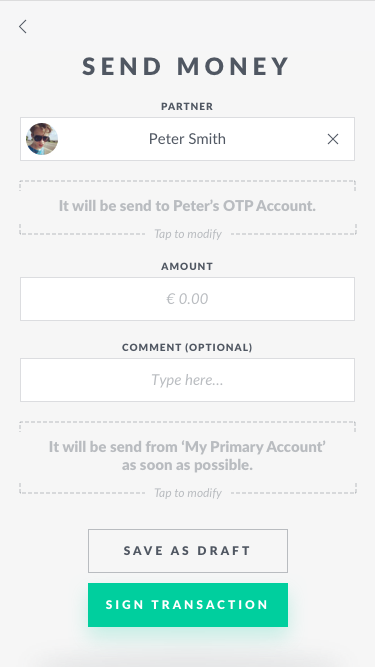 SEND MONEY
PARTNER
Peter Smith
It will be send to Peter's OTP Account.
Tap to modify
AMOUNT
€ 0.00
COMMENT (OPTIONAL)
Type here...
It will be send from ‘My Primary Account’
as soon as possible.
Tap to modify
SAVE AS DRAFT
SIGN TRANSACTION